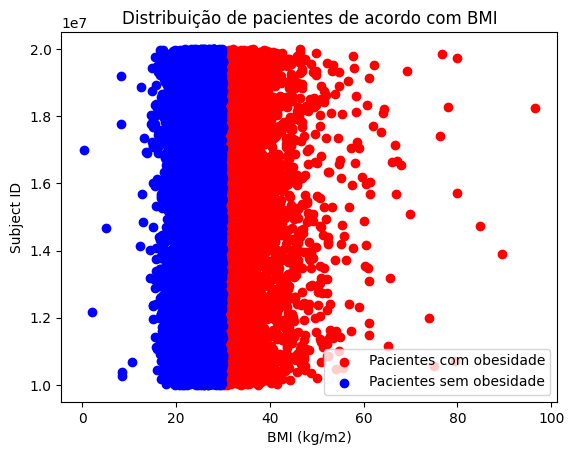 Distribuição de pacientes de acordo com BMI
1e7
2.0
1.8
1.6
1.4
1.2
1.0
Subject ID
0 20 40 60 80 100
BMI (kg/m2)
Pacientes com obesidade
Pacientes sem obesidade